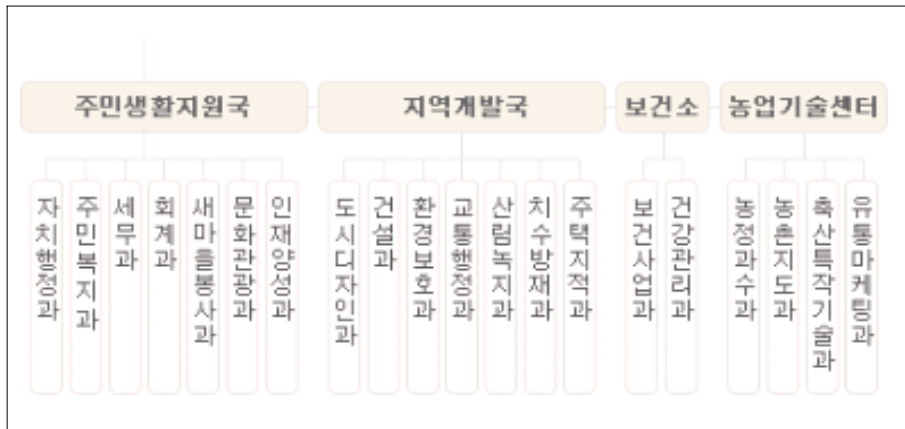 주민생활지원국
지역개발국
보건소
농업기술센터
자치행정과
주민복지과
세무과
회계과
새마을봉사과
문화관광과
인재양성과
도시디자인과
건설과
환경보호과
교통행정과
산림녹지과
치수방재과
주택지적과
보건사업과
건강관리과
농정과수과
농촌지도과
축산특작기술과
유통마케팅과